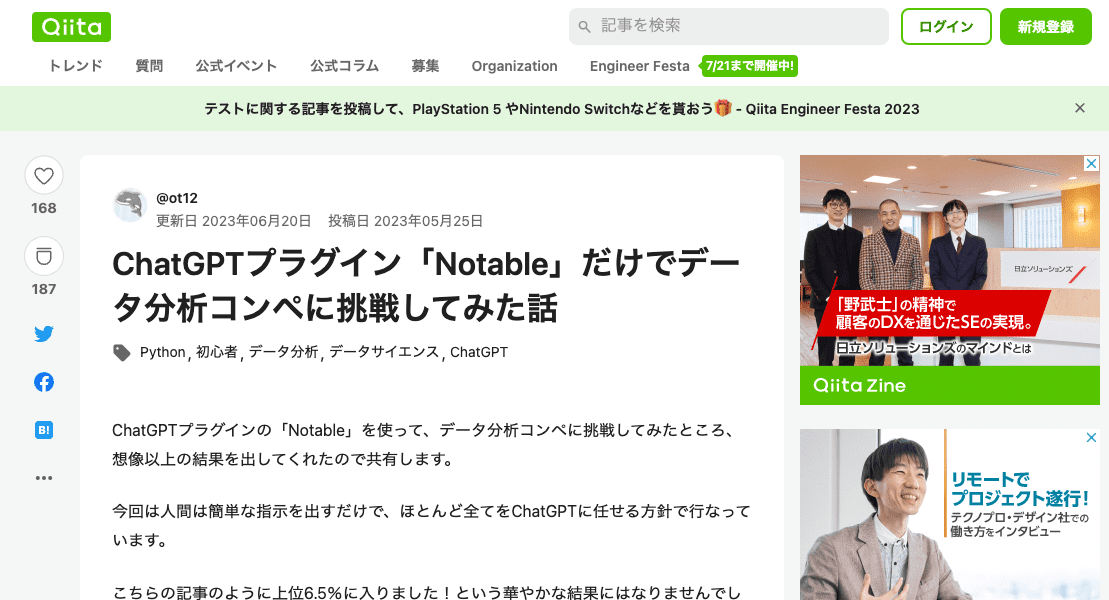 Qiita
記事を検索
ログイン
新規登録
トレンド 質問 公式イベント 公式コラム 募集 Organization Engineer Festa 7/21まで開催中!
テストに関する記事を投稿して、PlayStation 5 やNintendo Switchなどを貰おう🎁 - Qiita Engineer Festa 2023
168
187
B!
@ot12
更新日 2023年06月20日 投稿日 2023年05月25日
ChatGPTプラグイン「Notable」だけでデー
タ分析コンペに挑戦してみた話
Python, 初心者, データ分析, データサイエンス, ChatGPT
ChatGPTプラグインの「Notable」を使って、データ分析コンペに挑戦してみたところ、
想像以上の結果を出してくれたので共有します。
今回は人間は簡単な指示を出すだけで、ほとんど全てをChatGPTに任せる方針で行なって
います。
こちらの記事のように上位6.5%に入りました！という華やかな結果にはなりませんでし
日立ソリューションズ
「野武士」の精神で
顧客のDXを通じたSEの実現。
日立ソリューションズのマインドとは
Qiita Zine
リモートで
プロジェクト遂行!
テクノプロ・デザイン社での
働き方をインタビュー